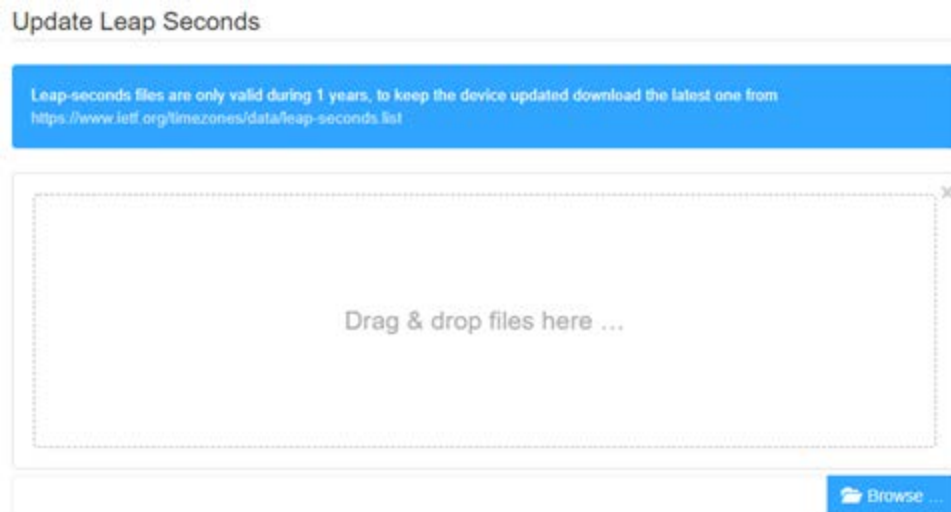 Update Leap Seconds
Leap-seconds files are only valid during 1 years, to keep the device updated download the latest one from
https://www.ietf.org/timezones/data/leap-seconds.list
Drag & drop files here ...
Browse ...